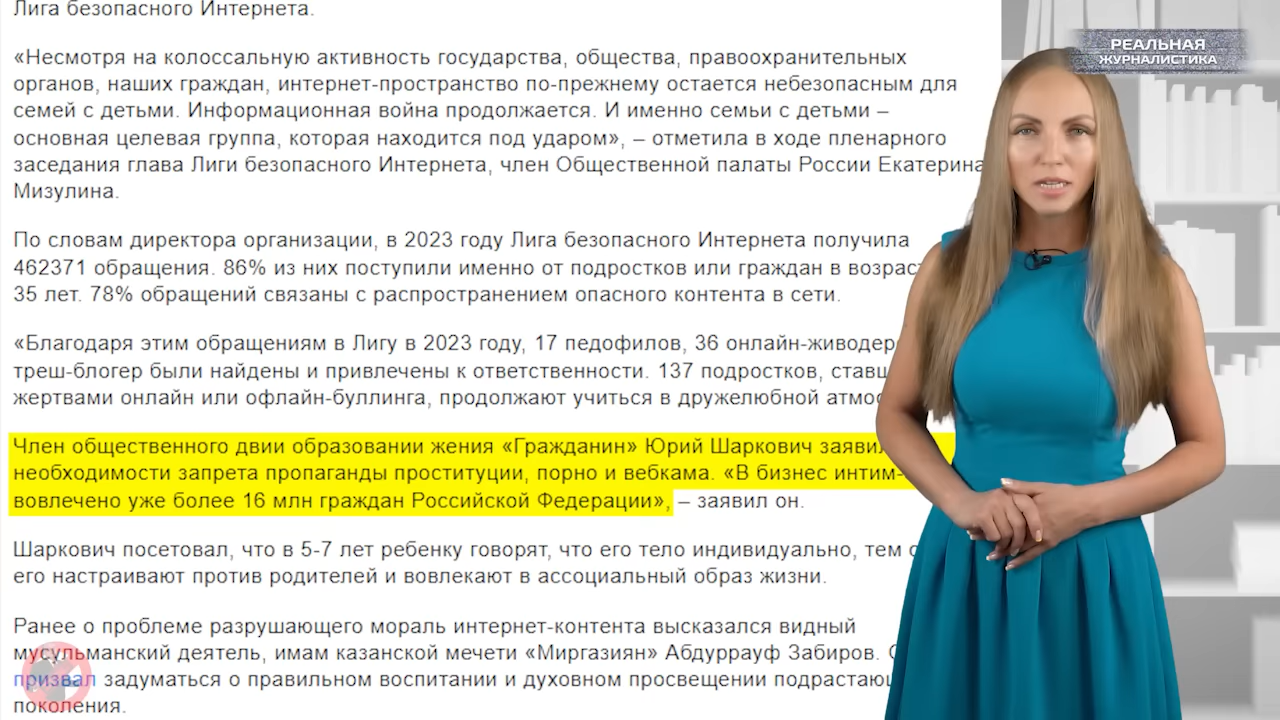 Лига безопасного Интернета.
РЕАЛЬНАЯ
ЖУРНАЛИСТИКА
«Несмотря на колоссальную активность государства, общества, правоохранительных
органов, наших граждан, интернет-пространство по-прежнему остается небезопасным для
семей с детьми. Информационная война продолжается. И именно семьи с детьми –
основная целевая группа, которая находится под ударом», – отметила в ходе пленарного
заседания глава Лиги безопасного Интернета, член Общественной палаты России Екатерина
Мизулина.
По словам директора организации, в 2023 году Лига безопасного Интернета получила
462371 обращения. 86% из них поступили именно от подростков или граждан в
35 лет. 78% обращений связаны с распространением опасного контента в сети.
«Благодаря этим обращениям в Лигу в 2023 году, 17 педофилов, 36
треш-блогер были найдены и привлечены к ответственности. 137 подростков,
жертвами онлайн или офлайн-буллинга, продолжают учиться в дружелюбной
Член общественного двии образовании жения «Гражданин» Юрий Шаркович
необходимости запрета пропаганды проституции, порно и вебкама. «В бизнес интим-
вовлечено уже более 16 млн граждан Российской Федерации», – заявил он.
Шаркович посетовал, что в 5-7 лет ребенку говорят, что его тело индивидуально, тем
его настраивают против родителей и вовлекают в ассоциальный образ жизни.
Ранее о проблеме разрушающего мораль интернет-контента высказался видный
мусульманский деятель, имам казанской мечети «Миргазиян» Абдуррауф Забиров.
призвал задуматься о правильном воспитании и духовном просвещении
поколения.